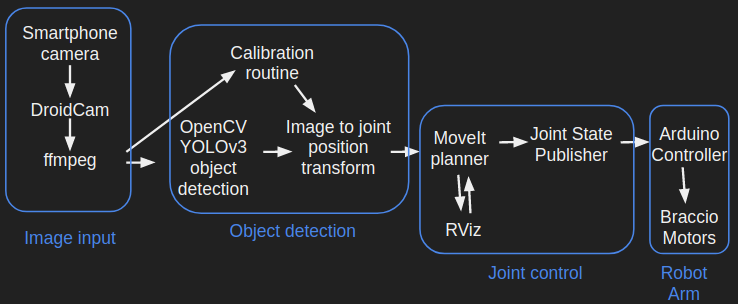 Smartphone
camera
DroidCam
ffmpeg
Image input
Calibration
routine
OpenCV
YOLOv3
object
detection
Image to joint
position
transform
Object detection
MoveIt
planner
RViz
Joint State
Publisher
Joint control
Arduino
Controller
Braccio
Motors
Robot
Arm